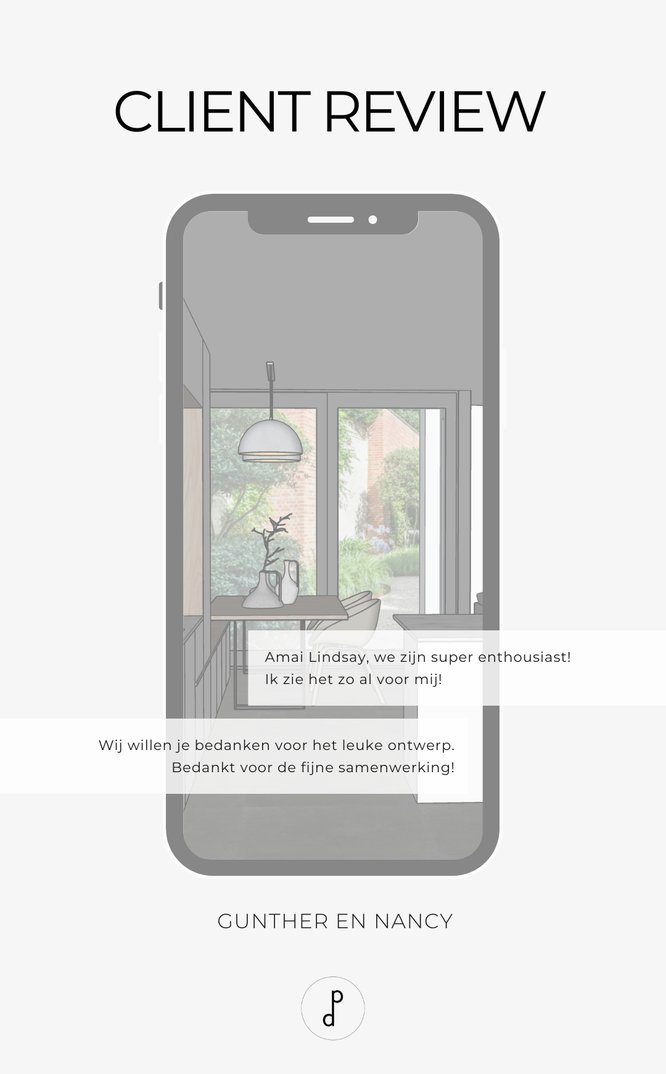 CLIENT REVIEW
Amai Lindsay, we zijn super enthousiast!
Ik zie het zo al voor mij!
Wij willen je bedanken voor het leuke ontwerp.
Bedankt voor de fijne samenwerking!
GUNTHER EN NANCY
dp